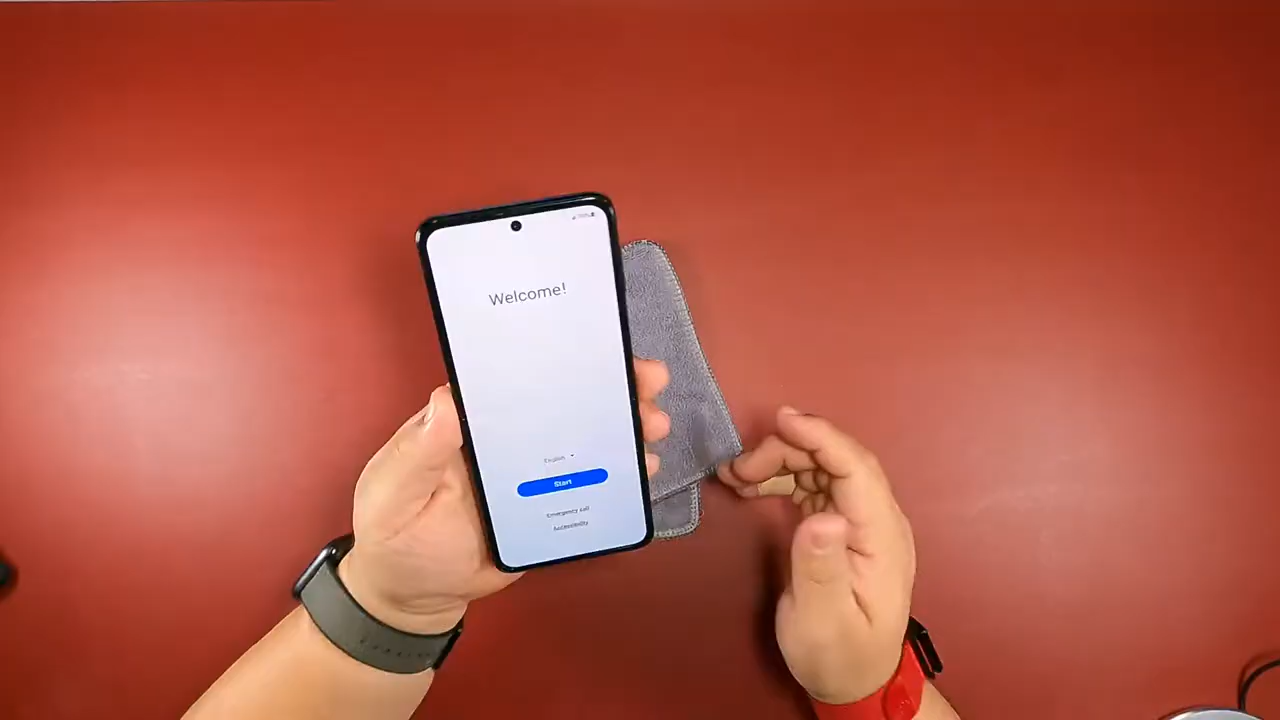 Welcome!
English
Start
Emergency call
Accessibility